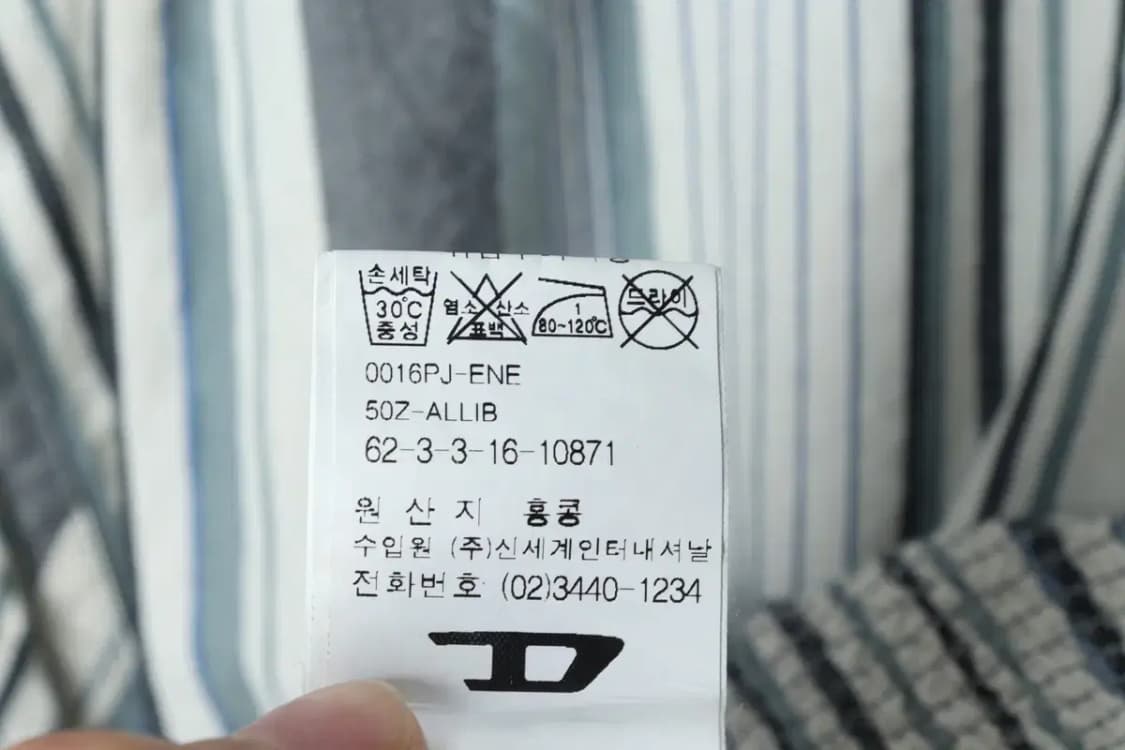 손세탁
30℃
중성
염소 산소
표백
1
80~120℃
드라이
0016PJ-ENE
50Z-ALLIB
62-3-3-16-10871
원 산 지 홍콩
수입원 (주)신세계인터내셔날
전화번호 (02)3440-1234
D